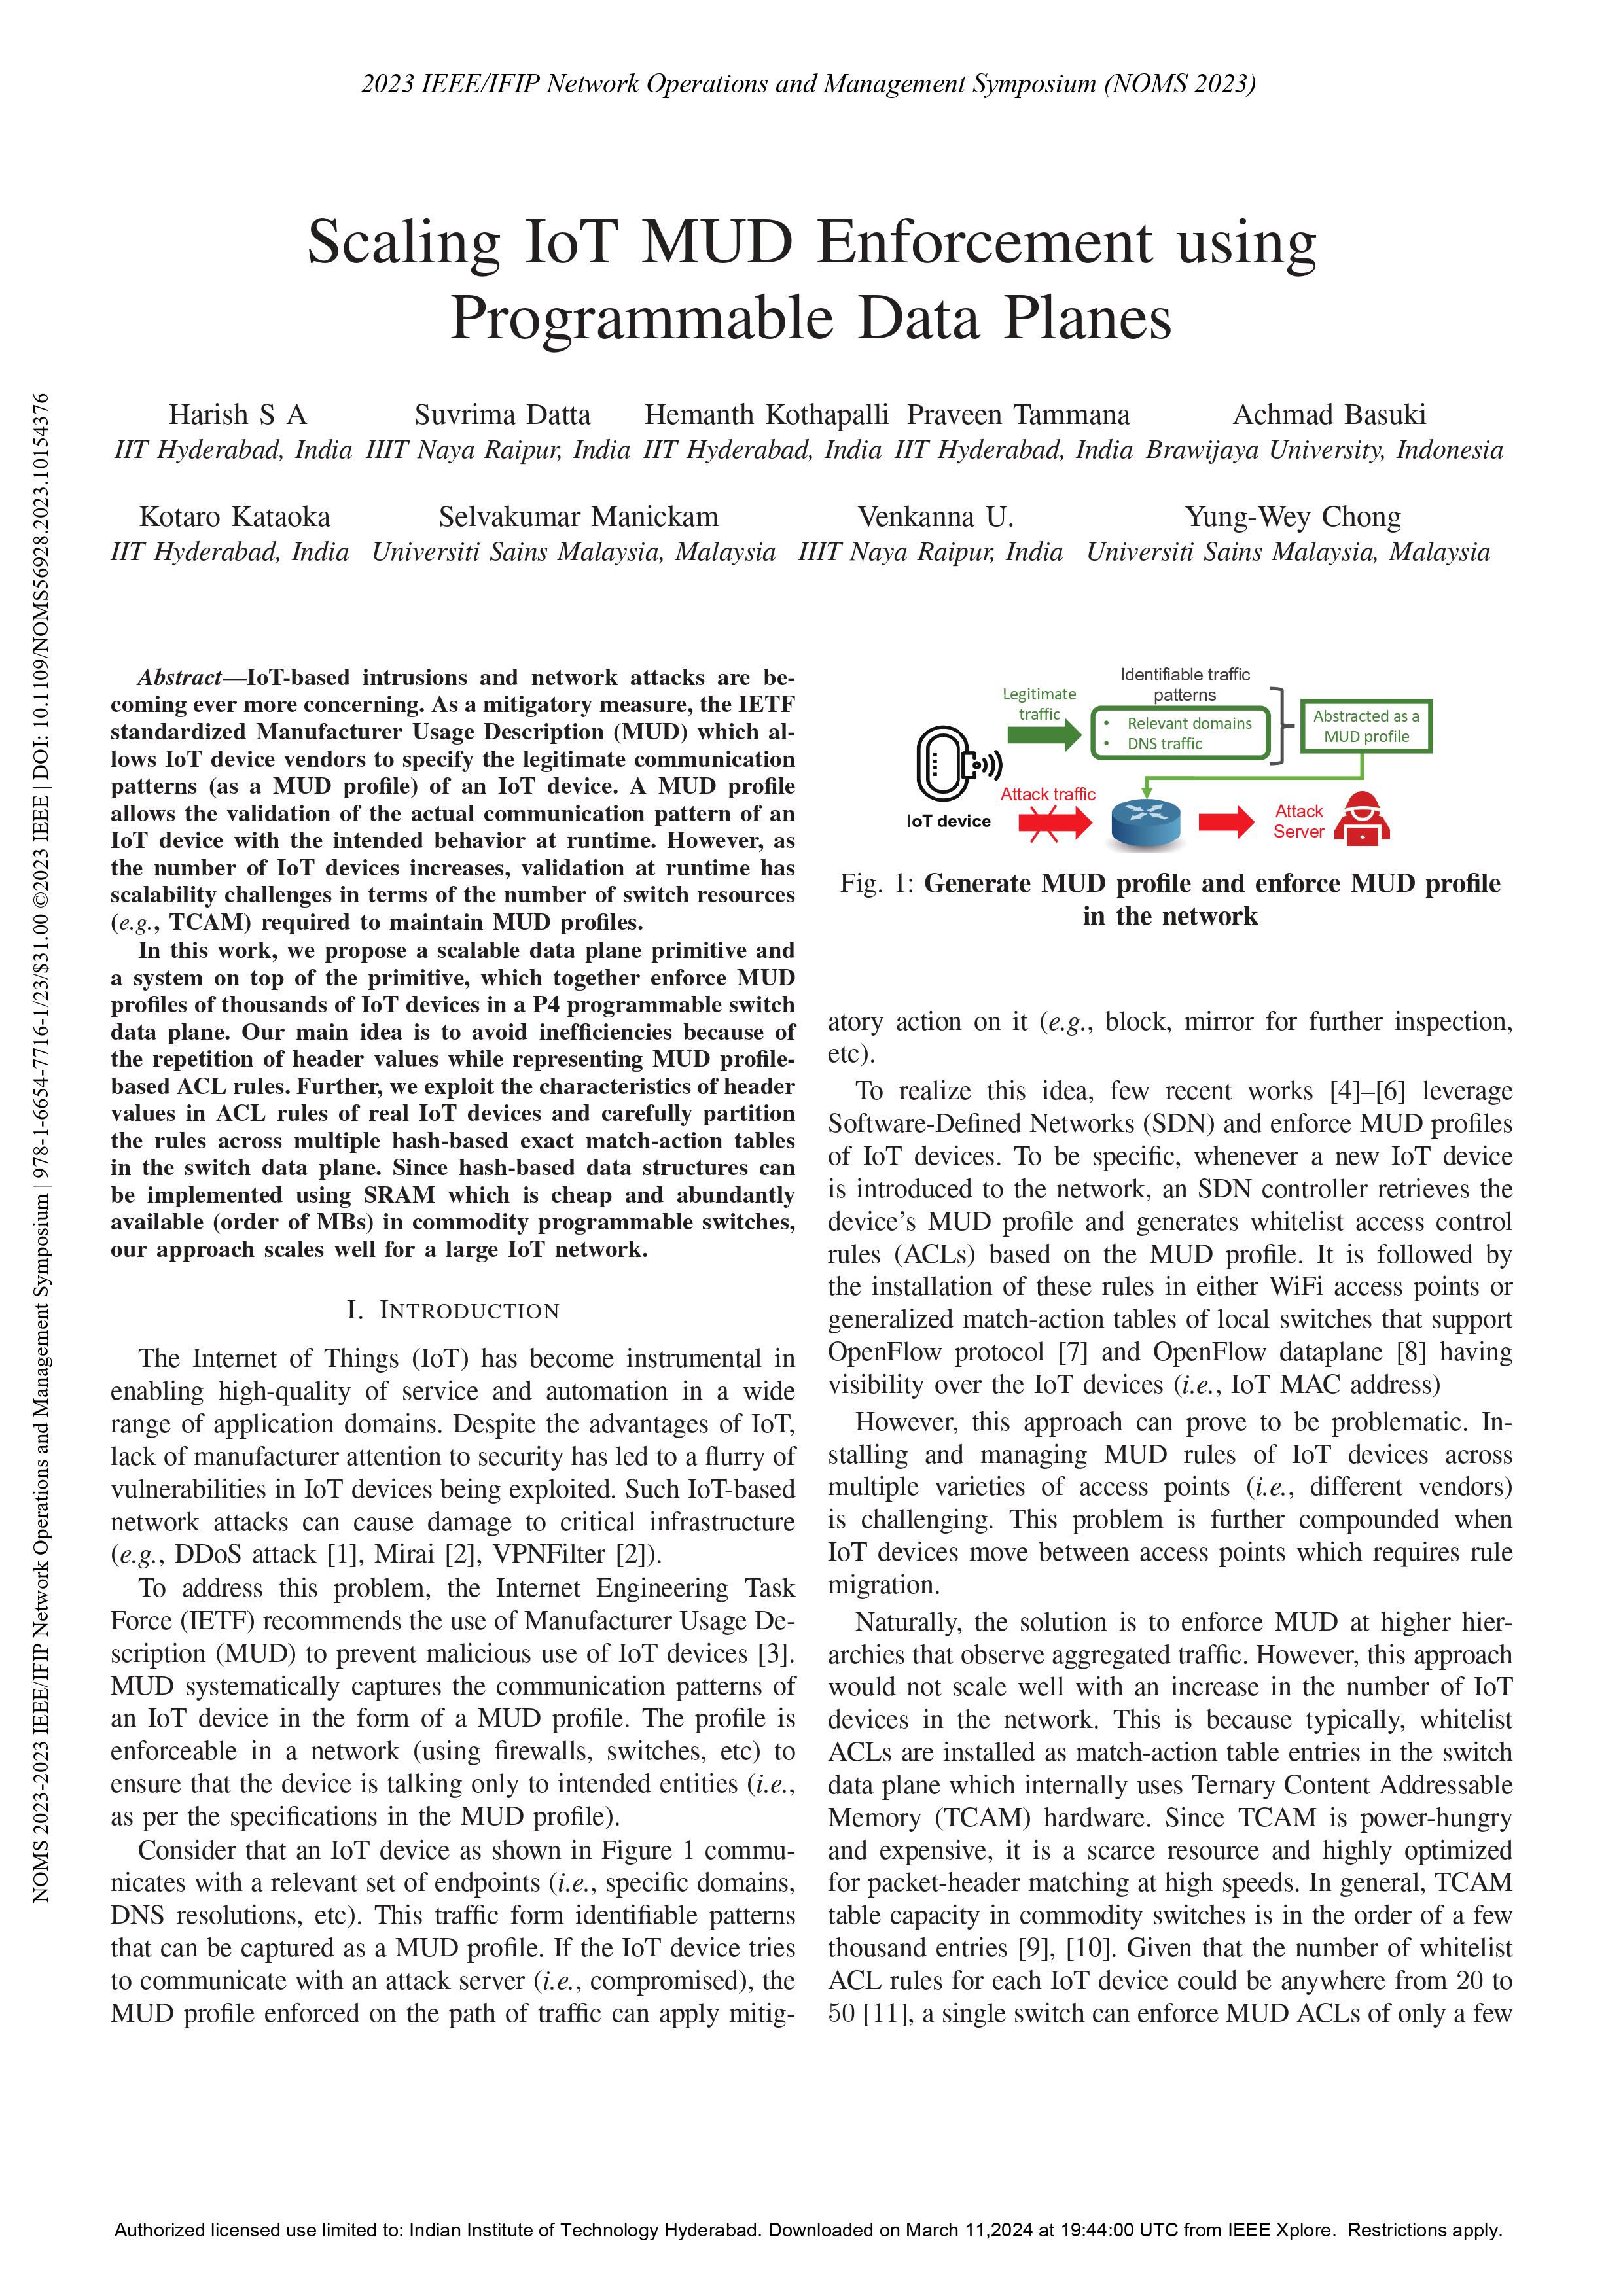 2023 IEEE/IFIP Network Operations and Management Symposium (NOMS 2023)
Scaling IoT MUD Enforcement using
Programmable Data Planes
Harish S A Suvrima Datta Hemanth Kothapalli Praveen Tammana Achmad Basuki
IIT Hyderabad, India IIIT Naya Raipur, India IIT Hyderabad, India IIT Hyderabad, India Brawijaya University, Indonesia
Kotaro Kataoka Selvakumar Manickam Venkanna U. Yung-Wey Chong
IIT Hyderabad, India Universiti Sains Malaysia, Malaysia IIIT Naya Raipur, India Universiti Sains Malaysia, Malaysia
NOMS 2023-2023 IEEE/IFIP Network Operations and Management Symposium | 978-1-6654-7716-1/23/$31.00 ©2023 IEEE | DOI: 10.1109/NOMS56928.2023.10154376
Abstract—IoT-based intrusions and network attacks are be-
coming ever more concerning. As a mitigatory measure, the IETF
standardized Manufacturer Usage Description (MUD) which al-
lows IoT device vendors to specify the legitimate communication
patterns (as a MUD profile) of an IoT device. A MUD profile
allows the validation of the actual communication pattern of an
IoT device with the intended behavior at runtime. However, as
the number of IoT devices increases, validation at runtime has
scalability challenges in terms of the number of switch resources
(e.g., TCAM) required to maintain MUD profiles.
In this work, we propose a scalable data plane primitive and
a system on top of the primitive, which together enforce MUD
profiles of thousands of IoT devices in a P4 programmable switch
data plane. Our main idea is to avoid inefficiencies because of
the repetition of header values while representing MUD profile-
based ACL rules. Further, we exploit the characteristics of header
values in ACL rules of real IoT devices and carefully partition
the rules across multiple hash-based exact match-action tables
in the switch data plane. Since hash-based data structures can
be implemented using SRAM which is cheap and abundantly
available (order of MBs) in commodity programmable switches,
our approach scales well for a large IoT network.
I. INTRODUCTION
The Internet of Things (IoT) has become instrumental in
enabling high-quality of service and automation in a wide
range of application domains. Despite the advantages of IoT,
lack of manufacturer attention to security has led to a flurry of
vulnerabilities in IoT devices being exploited. Such IoT-based
network attacks can cause damage to critical infrastructure
(e.g., DDoS attack [1], Mirai [2], VPNFilter [2]).
To address this problem, the Internet Engineering Task
Force (IETF) recommends the use of Manufacturer Usage De-
scription (MUD) to prevent malicious use of IoT devices [3].
MUD systematically captures the communication patterns of
an IoT device in the form of a MUD profile. The profile is
enforceable in a network (using firewalls, switches, etc) to
ensure that the device is talking only to intended entities (i.e.,
as per the specifications in the MUD profile).
Consider that an IoT device as shown in Figure 1 commu-
nicates with a relevant set of endpoints (i.e., specific domains,
DNS resolutions, etc). This traffic form identifiable patterns
that can be captured as a MUD profile. If the IoT device tries
to communicate with an attack server (i.e., compromised), the
MUD profile enforced on the path of traffic can apply mitig-
Identifiable traffic
patterns
Legitimate
traffic
• Relevant domains
• DNS traffic
Abstracted as a
MUD profile
Attack traffic
IoT device
Attack
Server
Fig. 1: Generate MUD profile and enforce MUD profile
in the network
atory action on it (e.g., block, mirror for further inspection,
etc).
To realize this idea, few recent works [4]–[6] leverage
Software-Defined Networks (SDN) and enforce MUD profiles
of IoT devices. To be specific, whenever a new IoT device
is introduced to the network, an SDN controller retrieves the
device's MUD profile and generates whitelist access control
rules (ACLs) based on the MUD profile. It is followed by
the installation of these rules in either WiFi access points or
generalized match-action tables of local switches that support
OpenFlow protocol [7] and OpenFlow dataplane [8] having
visibility over the IoT devices (i.e., IoT MAC address)
However, this approach can prove to be problematic. In-
stalling and managing MUD rules of IoT devices across
multiple varieties of access points (i.e., different vendors)
is challenging. This problem is further compounded when
IoT devices move between access points which requires rule
migration.
Naturally, the solution is to enforce MUD at higher hier-
archies that observe aggregated traffic. However, this approach
would not scale well with an increase in the number of IoT
devices in the network. This is because typically, whitelist
ACLs are installed as match-action table entries in the switch
data plane which internally uses Ternary Content Addressable
Memory (TCAM) hardware. Since TCAM is power-hungry
and expensive, it is a scarce resource and highly optimized
for packet-header matching at high speeds. In general, TCAM
table capacity in commodity switches is in the order of a few
thousand entries [9], [10]. Given that the number of whitelist
ACL rules for each IoT device could be anywhere from 20 to
50 [11], a single switch can enforce MUD ACLs of only a few
Authorized licensed use limited to: Indian Institute of Technology Hyderabad. Downloaded on March 11,2024 at 19:44:00 UTC from IEEE Xplore. Restrictions apply.